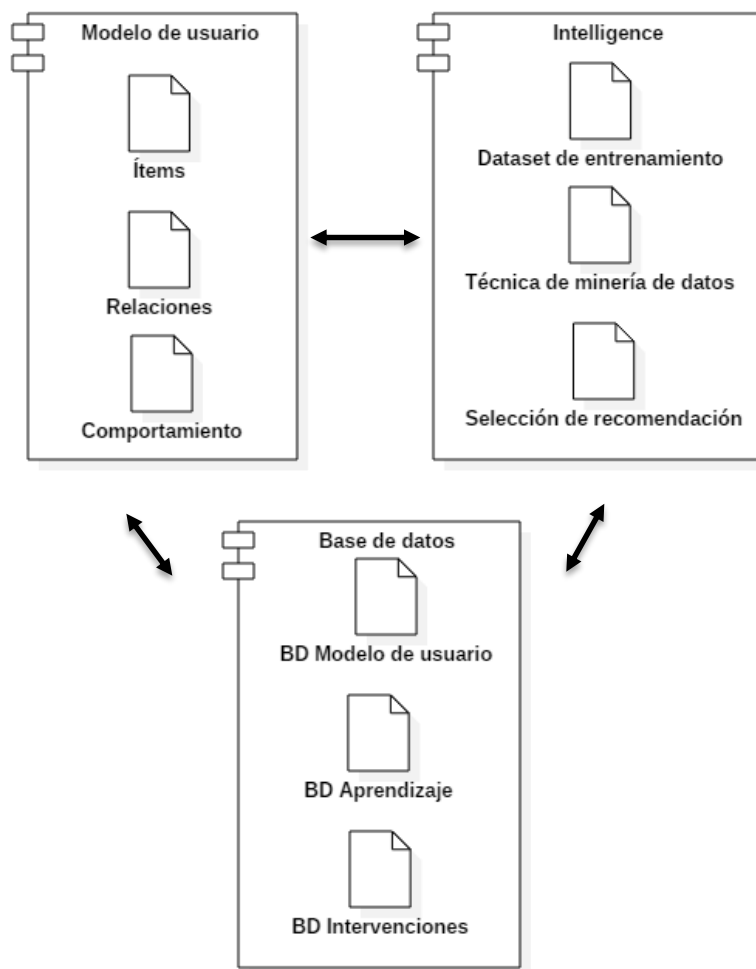 Modelo de usuario
Ítems
Relaciones
Comportamiento
Intelligence
Dataset de entrenamiento
Técnica de minería de datos
Selección de recomendación
Base de datos
BD Modelo de usuario
BD Aprendizaje
BD Intervenciones